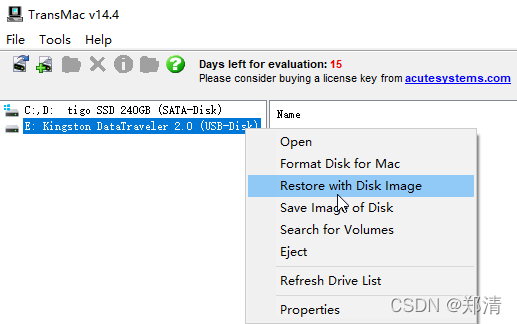 TransMac v14.4
File Tools Help
Days left for evaluation: 15
Please consider buying a license key from acutesystems.com
C:,D: tigo SSD 240GB (SATA-Disk)
Name
E: Kingston DataTraveler 2.0 (USB-Disk)
Open
Format Disk for Mac
Restore with Disk Image
Save Image of Disk
Search for Volumes
Eject
Refresh Drive List
Properties
CSDN @郑清